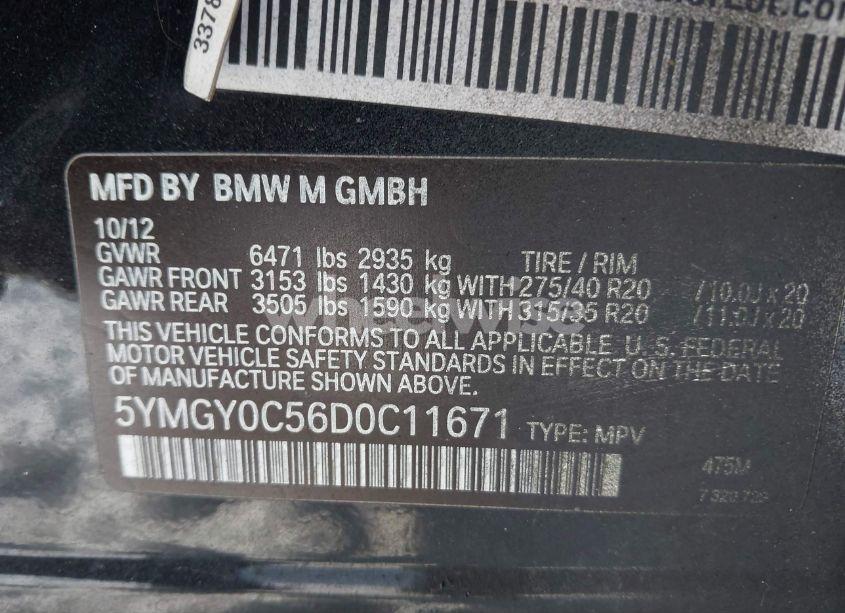 3378
MFD BY BMW M GMBH
10/12
GVWR 6471 lbs 2935 kg TIRE / RIM
GAWR FRONT 3153 lbs 1430 kg WITH 275/40 R20 /10.0J x 20
GAWR REAR 3505 lbs 1590 kg WITH 315/35 R20 /11.0J x 20
THIS VEHICLE CONFORMS TO ALL APPLICABLE U.S. FEDERAL
MOTOR VEHICLE SAFETY STANDARDS IN EFFECT ON THE DATE
OF MANUFACTURE SHOWN ABOVE.
5YMGY0C56D0C11671 TYPE: MPV
475M